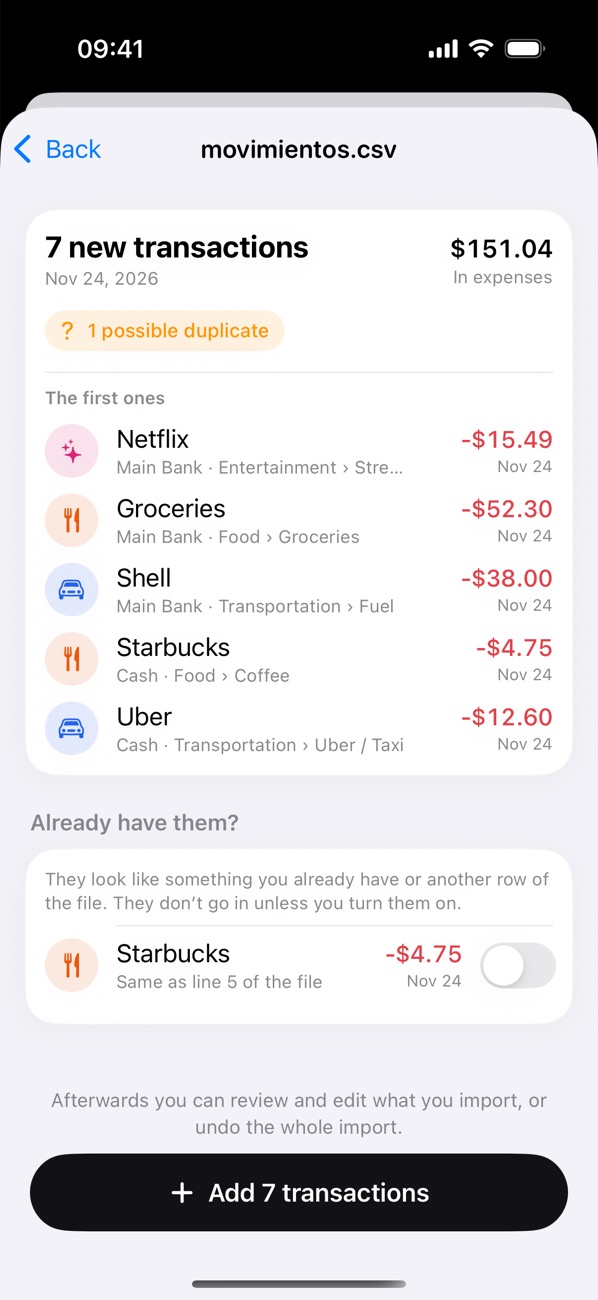 09:41
Back
movimientos.csv
7 new transactions
$151.04
Nov 24, 2026
In expenses
? 1 possible duplicate
The first ones
Netflix
-$15.49
Main Bank · Entertainment › Stre...
Nov 24
Groceries
-$52.30
Main Bank · Food › Groceries
Nov 24
Shell
-$38.00
Main Bank · Transportation › Fuel
Nov 24
Starbucks
-$4.75
Cash · Food › Coffee
Nov 24
Uber
-$12.60
Cash · Transportation › Uber / Taxi
Nov 24
Already have them?
They look like something you already have or another row of
the file. They don’t go in unless you turn them on.
Starbucks
-$4.75
Same as line 5 of the file
Nov 24
Afterwards you can review and edit what you import, or
undo the whole import.
+ Add 7 transactions